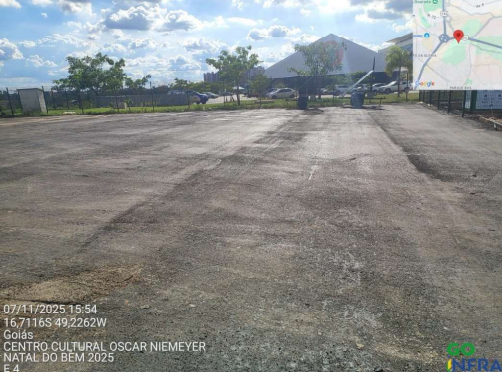 Google
07/11/2025 15:54
16,7116S 49,2262W
Goiás
CENTRO CULTURAL OSCAR NIEMEYER
NATAL DO BEM 2025
E 4
GO
INFRA